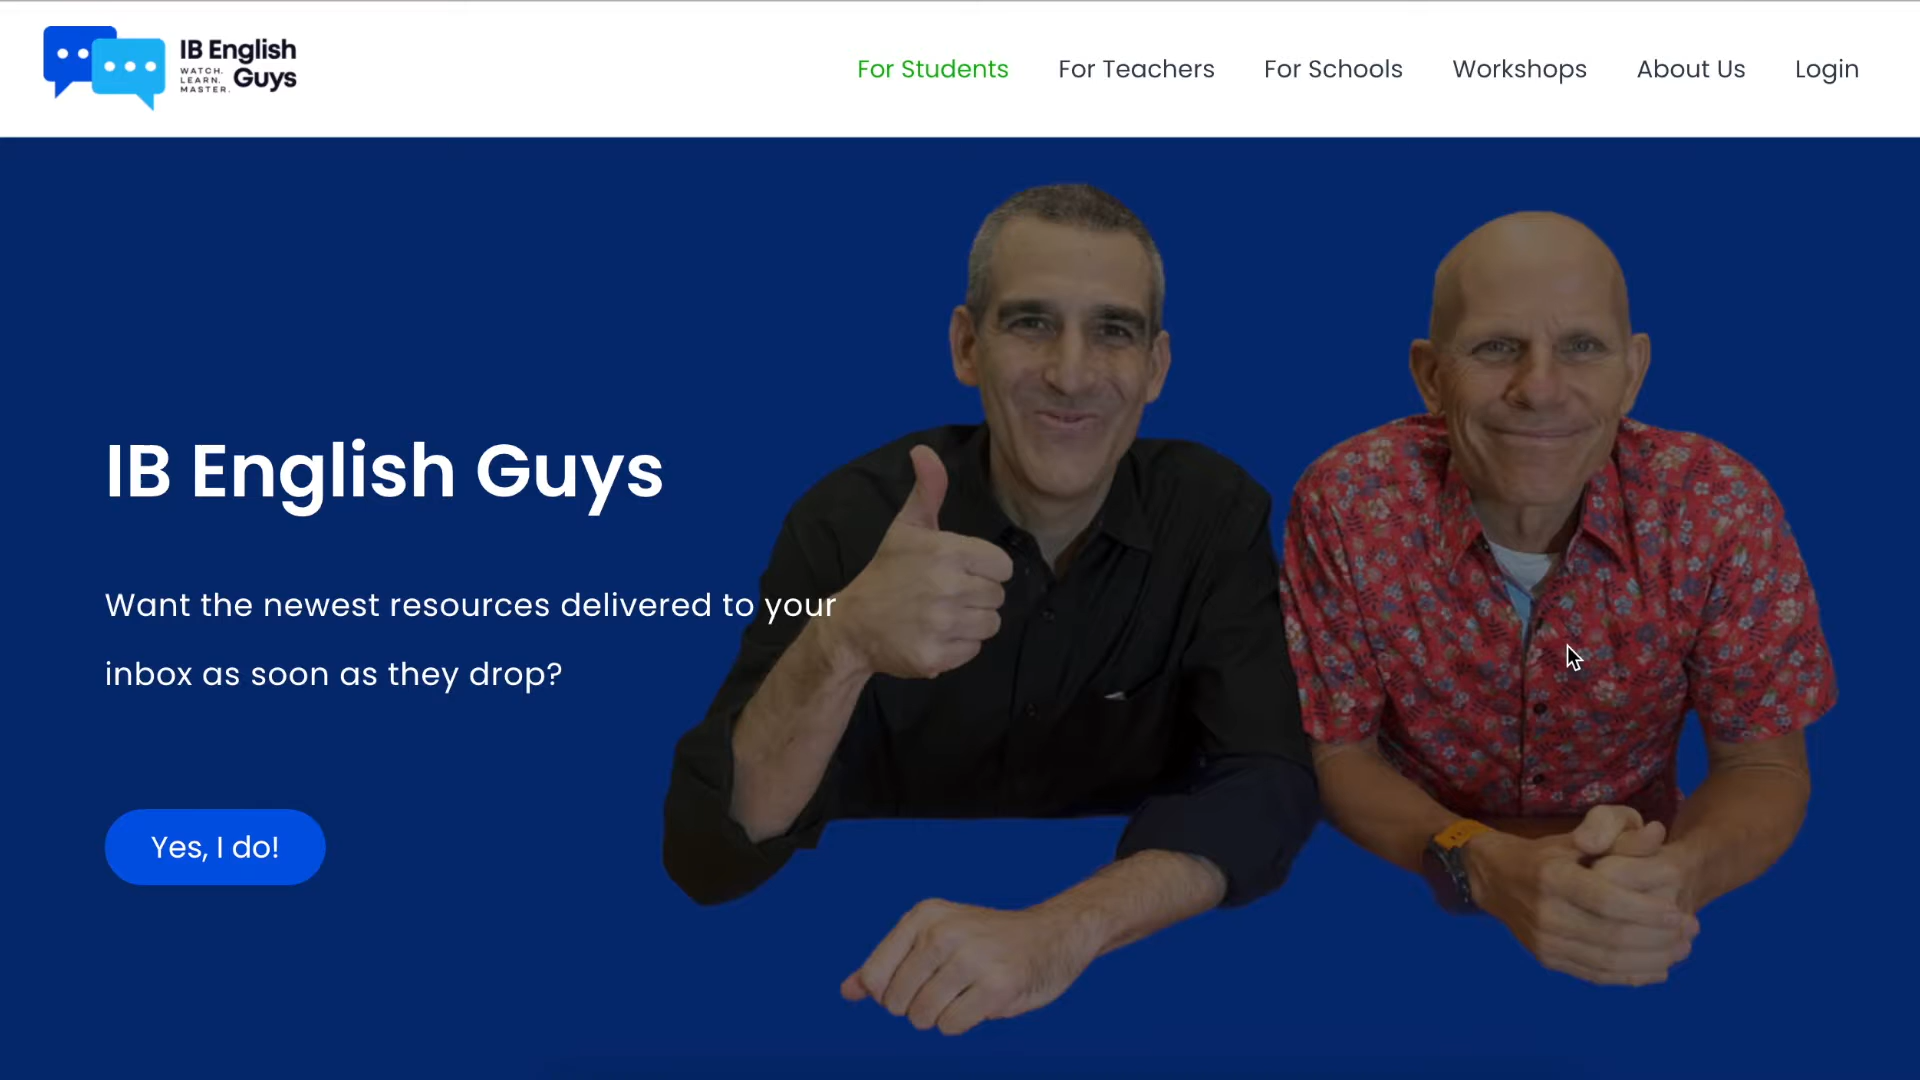 IB English
WATCH.
LEARN.
MASTER.
Guys
For Students
For Teachers
For Schools
Workshops
About Us
Login
IB English Guys
Want the newest resources delivered to your
inbox as soon as they drop?
Yes, I do!